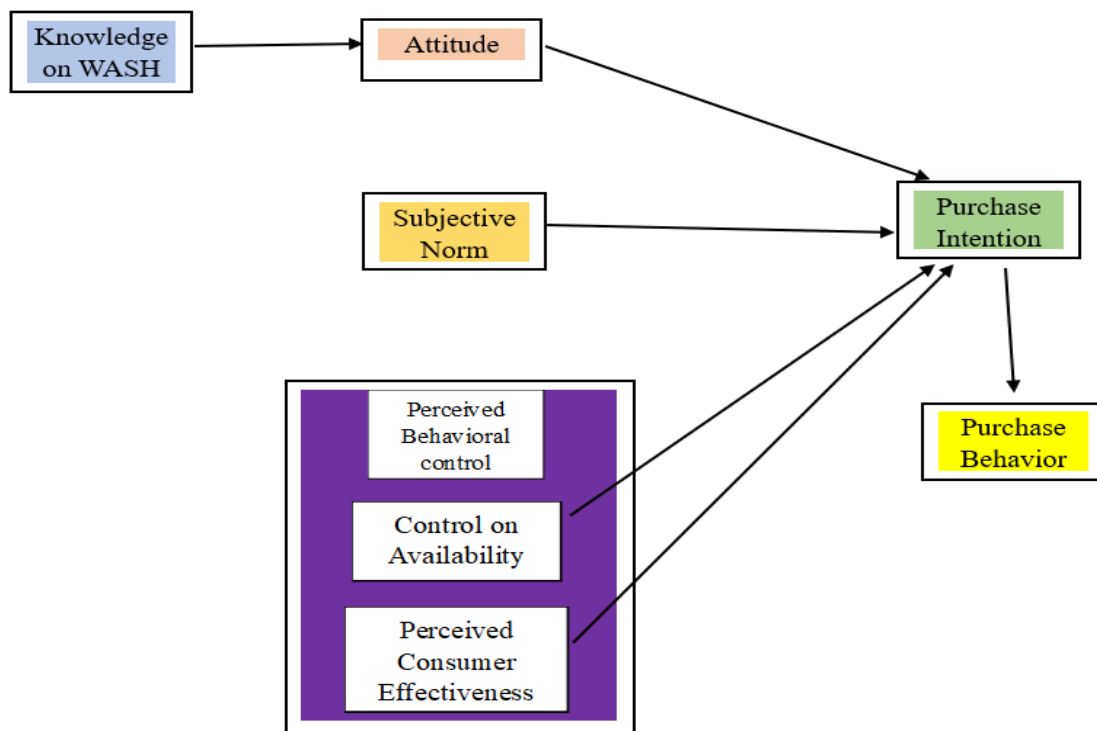 Knowledge
on WASH
Attitude
Subjective
Norm
Purchase
Intention
Perceived
Behavioral
control
Control on
Availability
Perceived
Consumer
Effectiveness
Purchase
Behavior